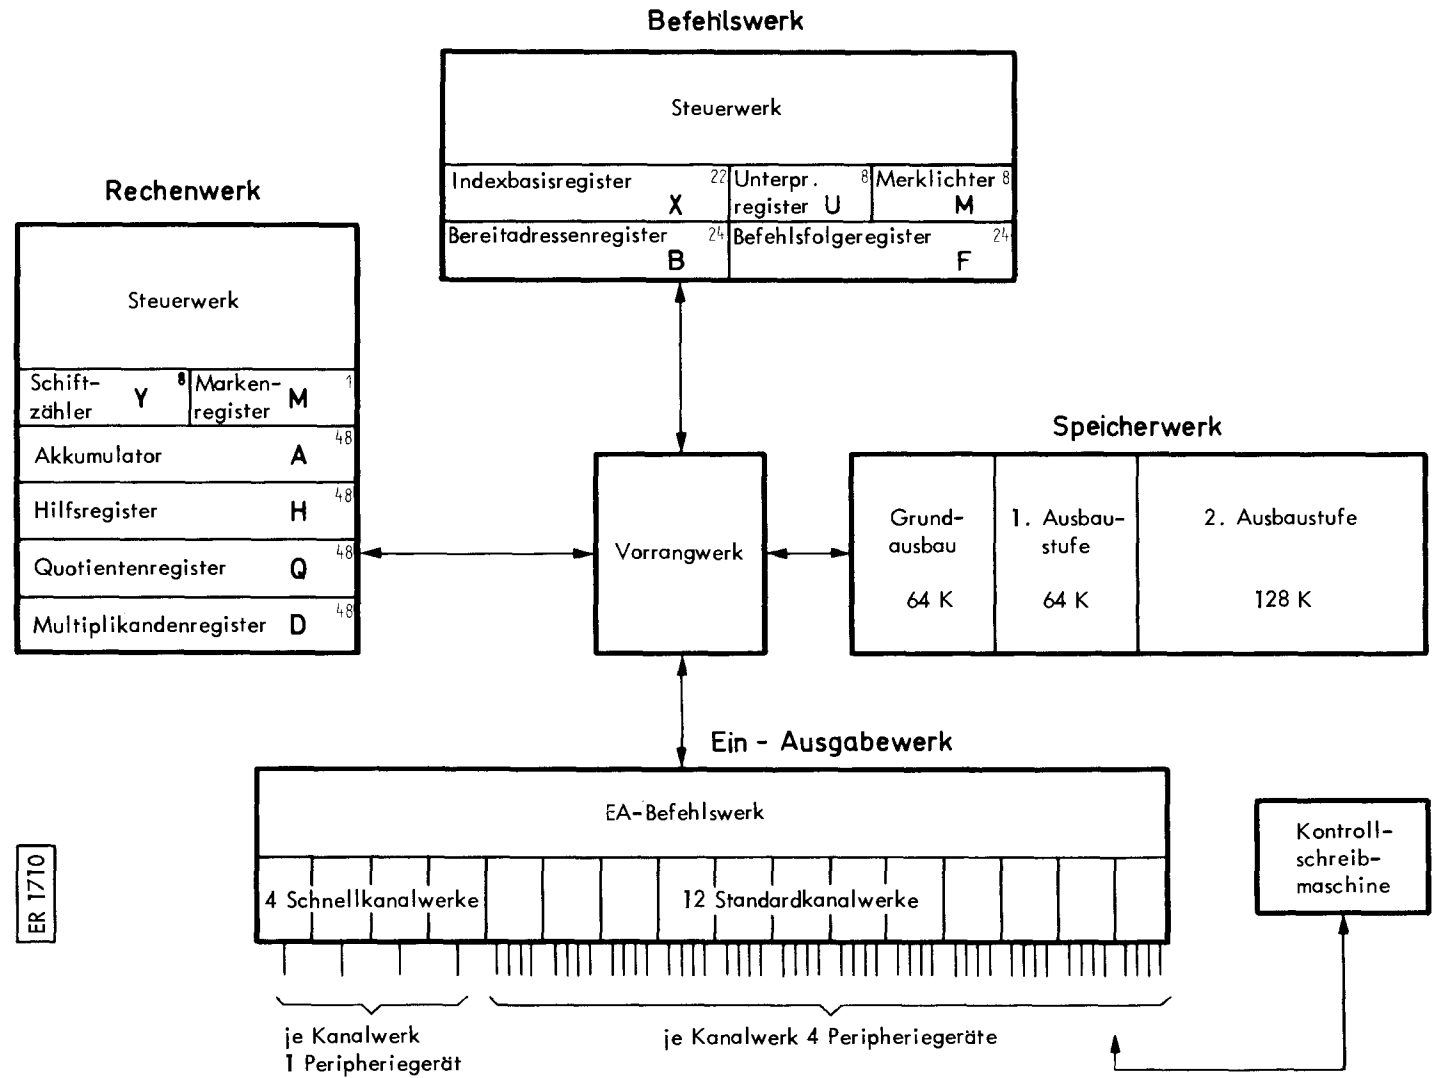 Befehlswerk
Steuerwerk
Indexbasisregister 22
X
Unterpr. 8
register U
Merklichter 8
M
Bereitadressenregister 24
B
Befehlsfolgeregister 24
F
Rechenwerk
Steuerwerk
Schift- 8
zähler Y
Marken- 1
register M
Akkumulator A 48
Hilfsregister H 48
Quotientenregister Q 48
Multiplikandenregister D 48
Vorrangwerk
Speicherwerk
Grund-
ausbau
64 K
1. Ausbau-
stufe
64 K
2. Ausbaustufe
128 K
Ein - Ausgabewerk
EA-Befehlswerk
4 Schnellkanalwerke
12 Standardkanalwerke
je Kanalwerk
1 Peripheriegerät
je Kanalwerk 4 Peripheriegeräte
Kontroll-
schreib-
maschine
ER 1710